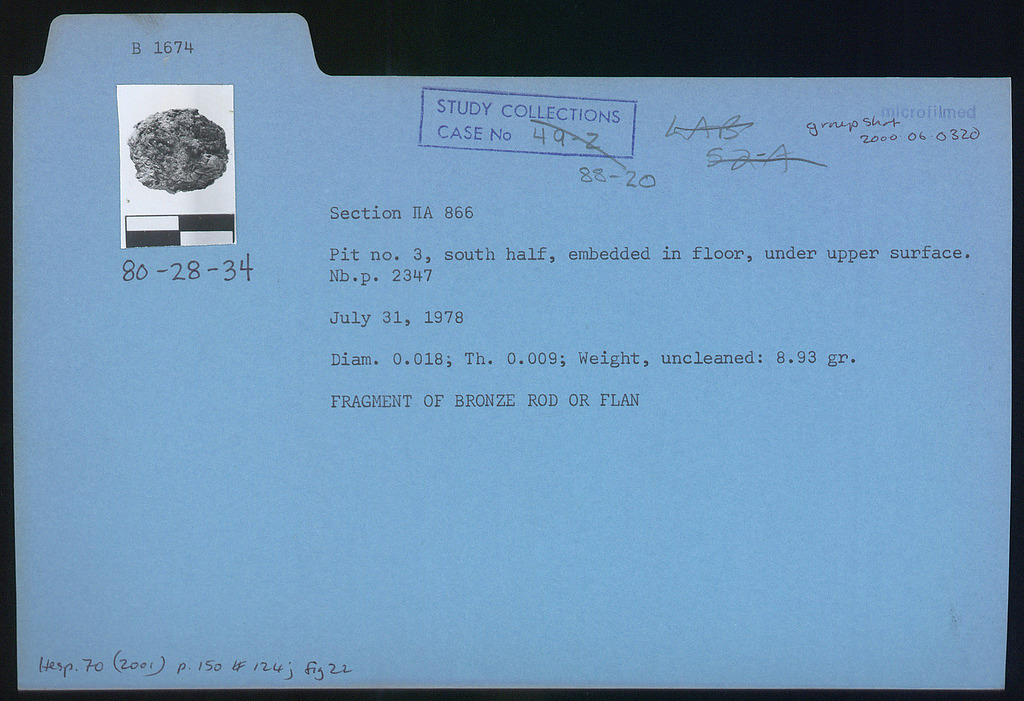 B 1674
STUDY COLLECTIONS
CASE No 49-2
88-20
LAB
52-A
microfilmed
group shot
2000.06.0320
80-28-34
Section ΠA 866
Pit no. 3, south half, embedded in floor, under upper surface.
Nb.p. 2347
July 31, 1978
Diam. 0.018; Th. 0.009; Weight, uncleaned: 8.93 gr.
FRAGMENT OF BRONZE ROD OR FLAN
Hesp. 70 (2001) p. 150 # 124; fig 22